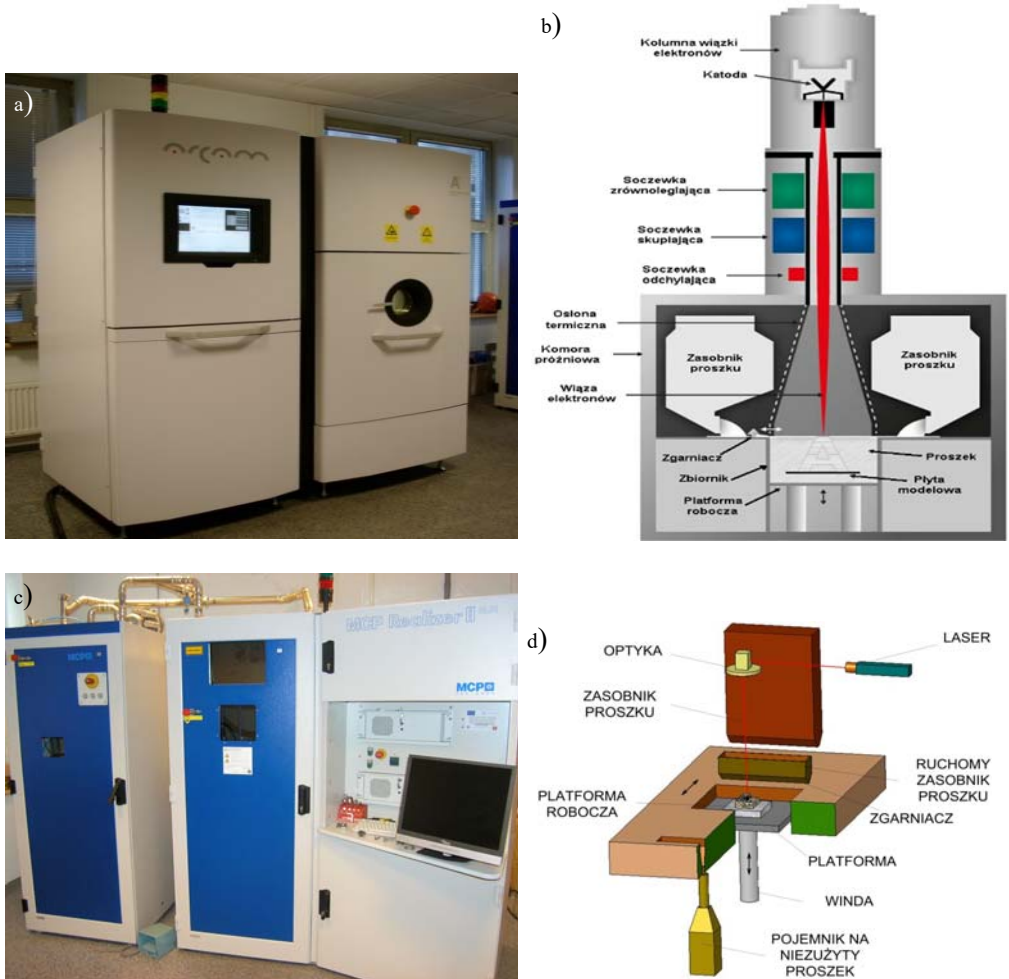 a)
arcam
A
b)
Kolumna wiązki
elektronów
Katoda
Soczewka
zrównoleglająca
Soczewka
skupiająca
Soczewka
odchylająca
Osłona
termiczna
Komora
próżniowa
Wiąza
elektronów
Zasobnik
proszku
Zasobnik
proszku
Zgarniacz
Zbiornik
Platforma
robocza
Proszek
Płyta
modelowa
c)
MCP
MCP Realizer II
MCP
d)
OPTYKA
LASER
ZASOBNIK
PROSZKU
RUCHOMY
ZASOBNIK
PROSZKU
PLATFORMA
ROBOCZA
ZGARNIACZ
PLATFORMA
WINDA
POJEMNIK NA
NIEZUŻYTY
PROSZEK